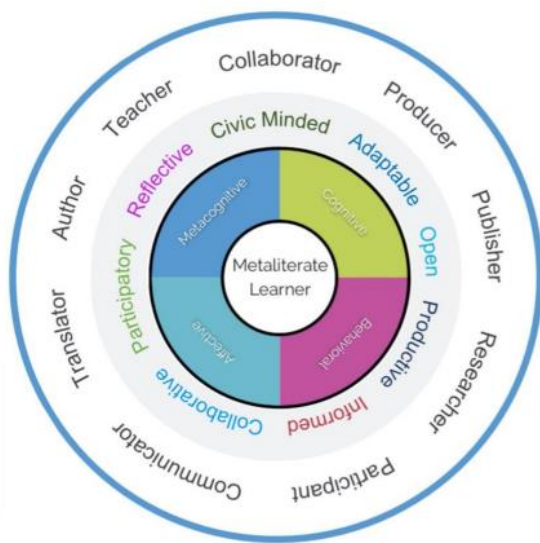 Collaborator
Producer
Publisher
Researcher
Participant
Communicator
Translator
Author
Teacher
Civic Minded
Adaptable
Open
Productive
Informed
Collaborative
Participatory
Reflective
Metacognitive
Cognitive
Behavioral
Affective
Metaliterate
Learner